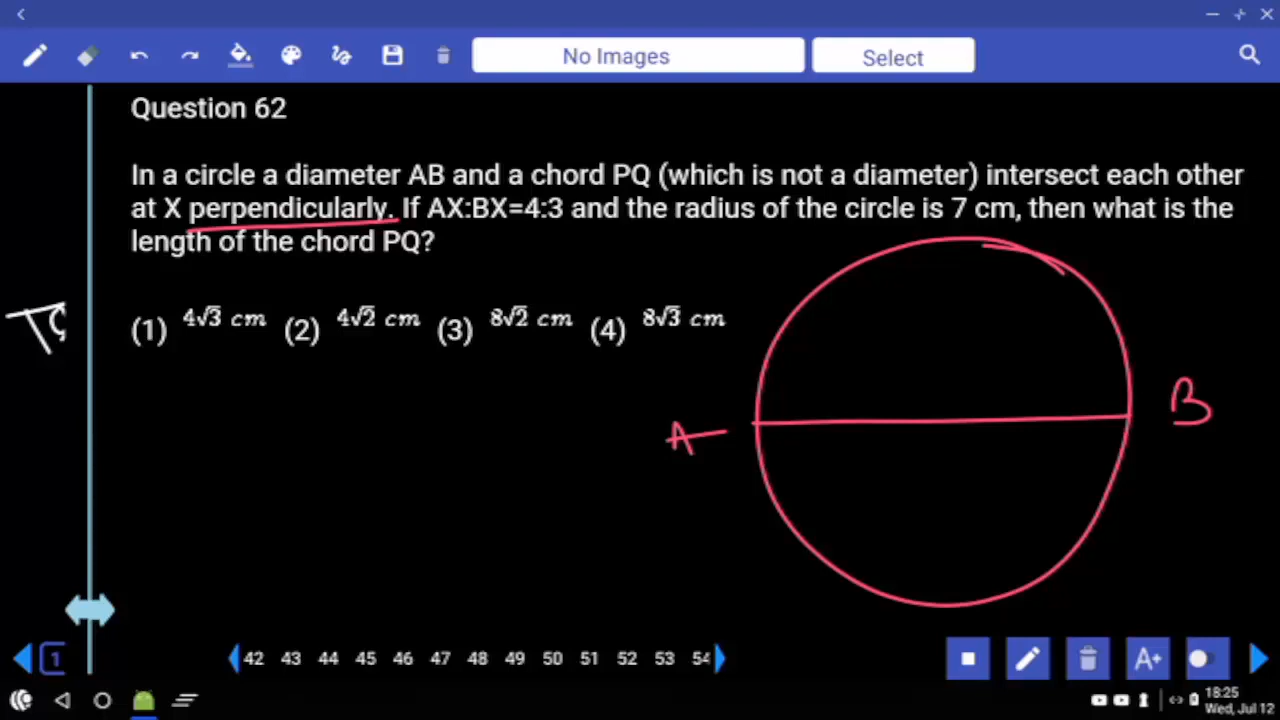 No Images
Select
Question 62
In a circle a diameter AB and a chord PQ (which is not a diameter) intersect each other
at X perpendicularly. If AX:BX=4:3 and the radius of the circle is 7 cm, then what is the
length of the chord PQ?
(1) 4√3 cm (2) 4√2 cm (3) 8√2 cm (4) 8√3 cm
A
B
1
42 43 44 45 46 47 48 49 50 51 52 53
A+
18:25
Wed, Jul 12